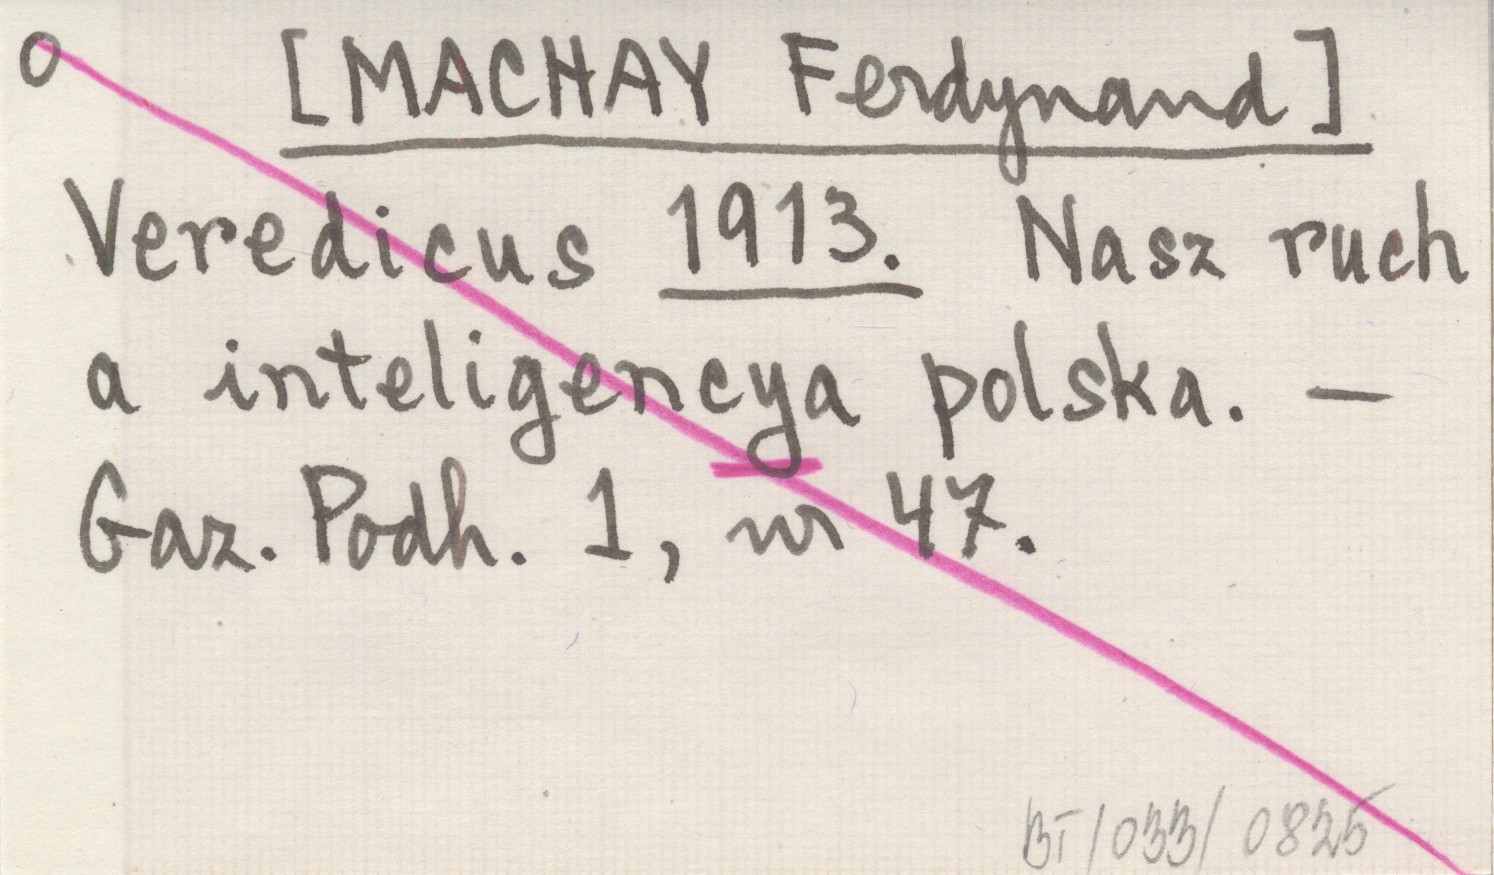 o [MACHAY Ferdynand]
Veredicus 1913. Nasz ruch
a inteligencya polska. —
Gaz. Podh. 1, nr 47.
BT/033/0825